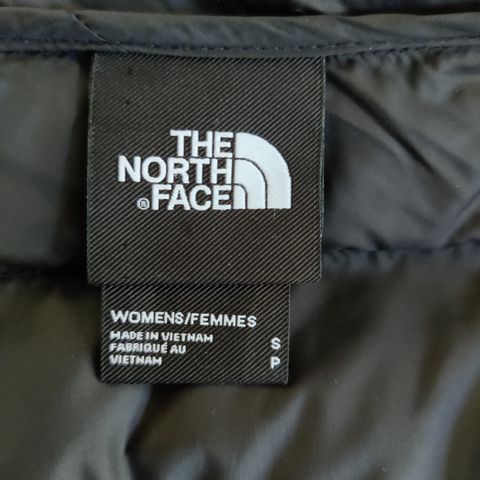 THE
NORTH
® FACE
WOMENS/FEMMES
MADE IN VIETNAM
FABRIQUÉ AU
VIETNAM
S
P